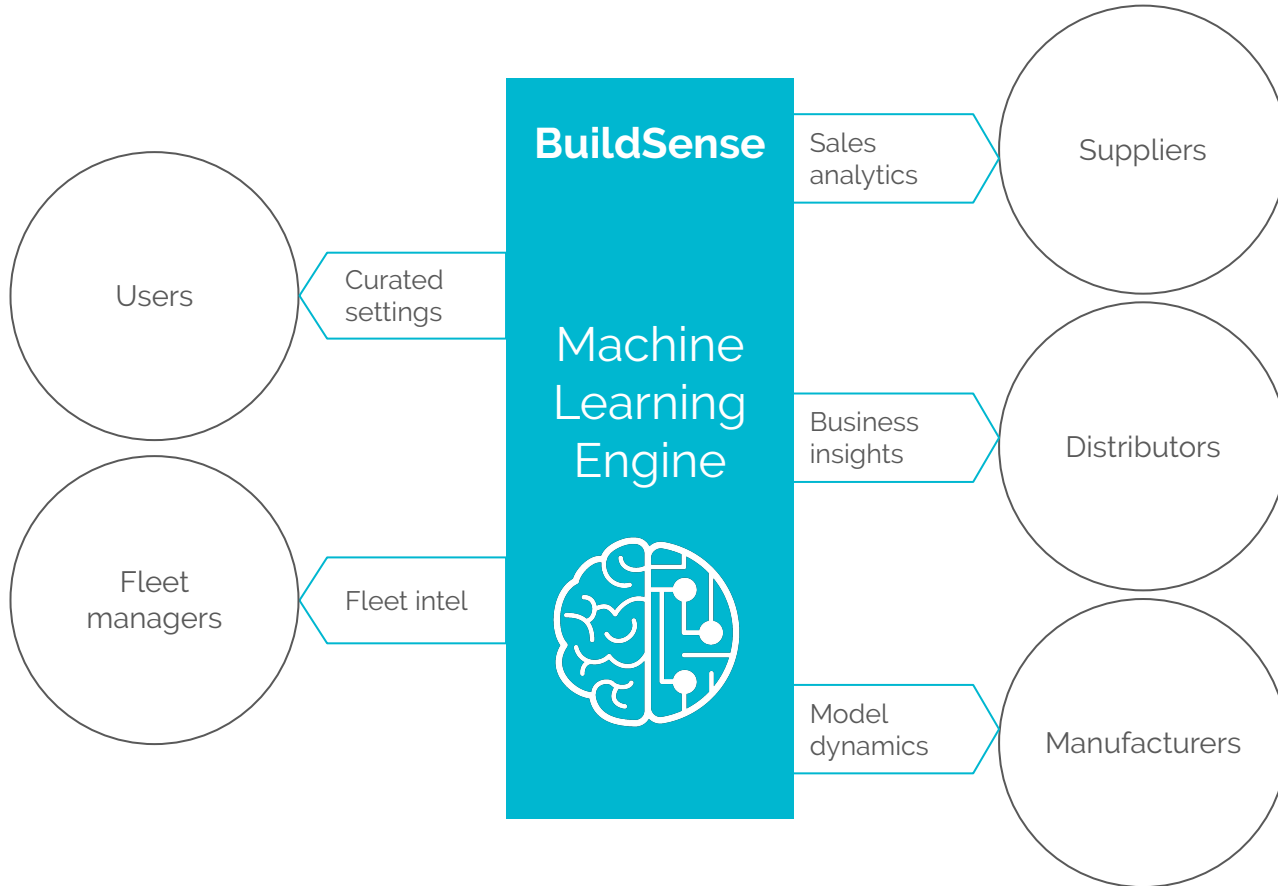 BuildSense
Machine
Learning
Engine
Users
Curated
settings
Fleet
managers
Fleet intel
Sales
analytics
Suppliers
Business
insights
Distributors
Model
dynamics
Manufacturers